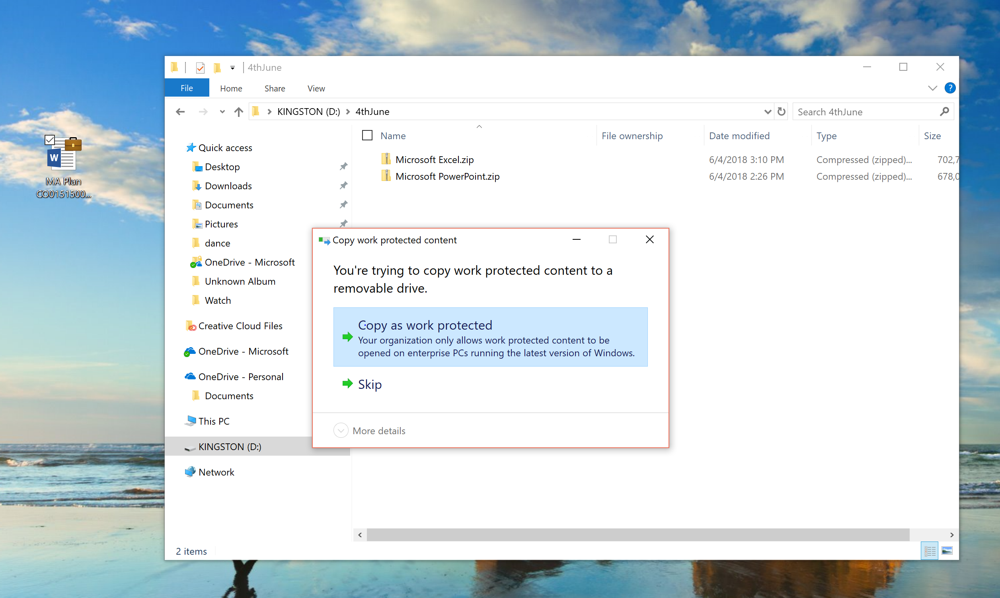 4thJune
File
Home
Share
View
?
KINGSTON (D:)
4thJune
Search 4thJune
Name
File ownership
Date modified
Type
Size
Microsoft Excel.zip
6/4/2018 3:10 PM
Compressed (zipped)...
702,7
Microsoft PowerPoint.zip
6/4/2018 2:26 PM
Compressed (zipped)...
678,0
W
MA Plan
CO0151500...
Quick access
Desktop
Downloads
Documents
Pictures
dance
OneDrive - Microsoft
Unknown Album
Watch
Creative Cloud Files
OneDrive - Microsoft
OneDrive - Personal
Documents
This PC
KINGSTON (D:)
Network
Copy work protected content
You're trying to copy work protected content to a
removable drive.
Copy as work protected
Your organization only allows work protected content to be
opened on enterprise PCs running the latest version of Windows.
Skip
More details
2 items